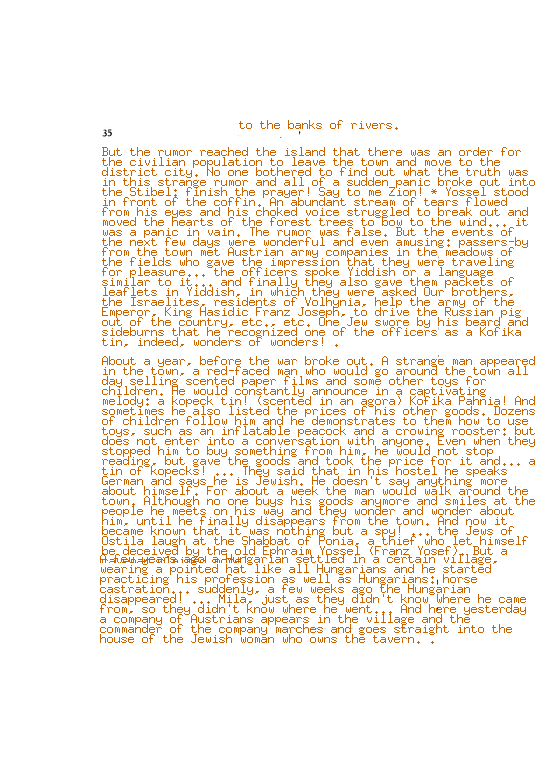 to the banks of rivers.
35
But the rumor reached the island that there was an order for
the civilian population to leave the town and move to the
district city. No one bothered to find out what the truth was
in this strange rumor and all of a sudden panic broke out into
the Stibel: finish the prayer! Say to me Zion! * Yossel stood
in front of the coffin. An abundant stream of tears flowed
from his eyes and his choked voice struggled to break out and
moved the hearts of the forest trees to bow to the wind... it
was a panic in vain. The rumor was false. But the events of
the next few days were wonderful and even amusing: passers-by
from the town met Austrian army companies in the meadows of
the fields who gave the impression that they were traveling
for pleasure... the officers spoke Yiddish or a language
similar to it... and finally they also gave them packets of
leaflets in Yiddish, in which they were asked Our brothers,
the Israelites, residents of Volhynia, help the army of the
Emperor, King Hasidic Franz Joseph, to drive the Russian pig
out of the country, etc., etc. One Jew swore by his beard and
sideburns that he recognized one of the officers as a Kofika
tin, indeed, wonders of wonders! .
About a year, before the war broke out. A strange man appeared
in the town, a red-faced man who would go around the town all
day selling scented paper films and some other toys for
children. He would constantly announce in a captivating
melody: a kopeck tin! (scented in an agora) Kofika Pahnia! And
sometimes he also listed the prices of his other goods. Dozens
of children follow him and he demonstrates to them how to use
toys, such as an inflatable peacock and a crowing rooster: but
does not enter into a conversation with anyone. Even when they
stopped him to buy something from him, he would not stop
reading, but gave the goods and took the price for it and... a
tin of kopecks! ... They said that in his hostel he speaks
German and says he is Jewish. He doesn't say anything more
about himself. For about a week the man would walk around the
town. Although no one buys his goods anymore and smiles at the
people he meets on his way and they wonder and wonder about
him, until he finally disappears from the town. And now it
became known that it was nothing but a spy! ... the Jews of
Ostila laugh at the Shabbat of Ponia, a thief who let himself
be deceived by the old Ephraim Yossel (Franz Yosef). But a
few years ago a Hungarian settled in a certain village,
wearing a pointed hat like all Hungarians and he started
practicing his profession as well as Hungarians: horse
castration... suddenly, a few weeks ago the Hungarian
disappeared! ... Mila, just as they didn't know where he came
from, so they didn't know where he went... And here yesterday
a company of Austrians appears in the village and the
commander of the company marches and goes straight into the
house of the Jewish woman who owns the tavern. .